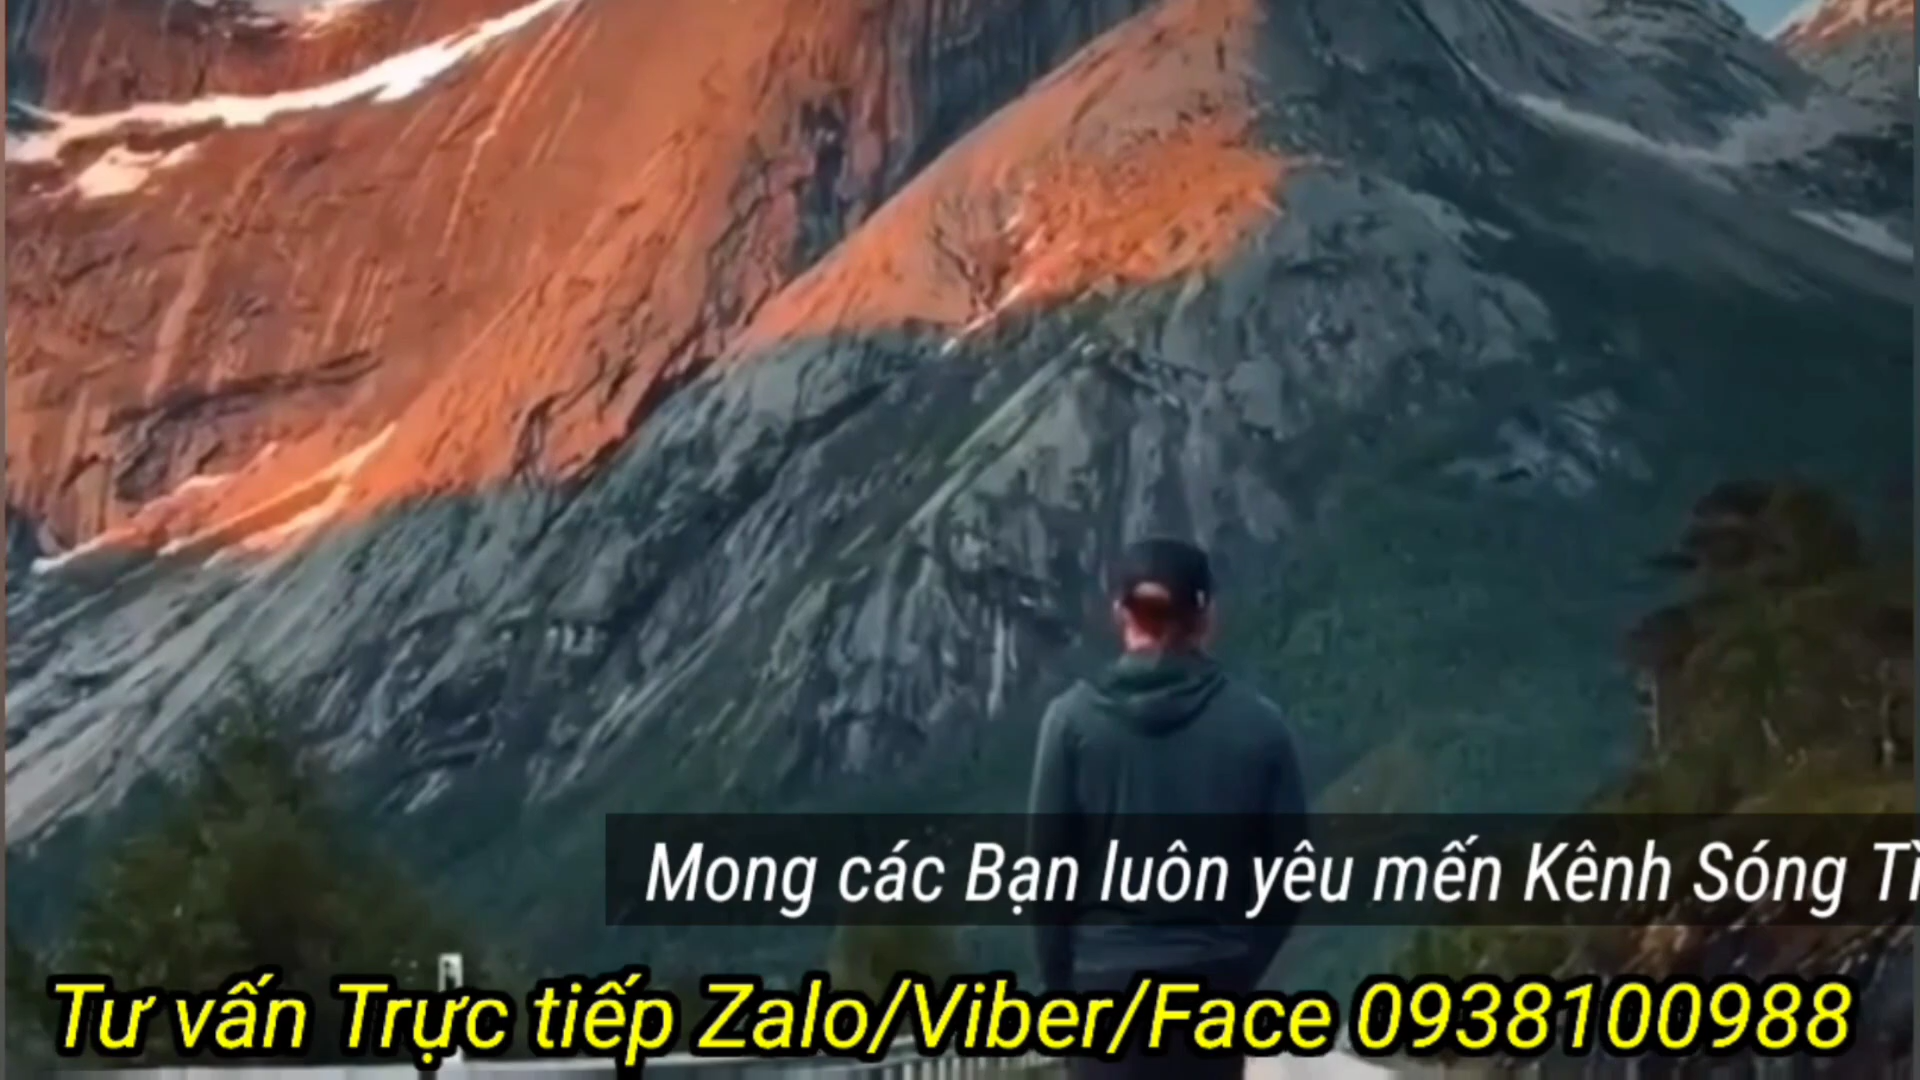 Mong các Bạn luôn yêu mến Kênh Sóng
Tư vấn Trực tiếp Zalo/Viber/Face 0938100988